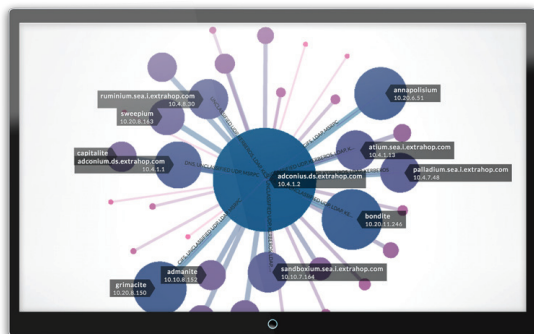 annapolisium
10.20.6.51
ruminium.sea.i.extrahop.com
10.4.8.30
sweepium
10.20.8.163
atium.sea.i.extrahop.com
10.4.1.13
capitalite
adconium.ds.extrahop.com
10.4.1.1
palladium.sea.i.extrahop.com
10.4.7.48
adconius.ds.extrahop.com
10.4.1.2
bondite
10.20.11.246
admanite
10.10.8.152
sandboxium.sea.i.extrahop.com
10.10.7.164
grimacite
10.20.8.150